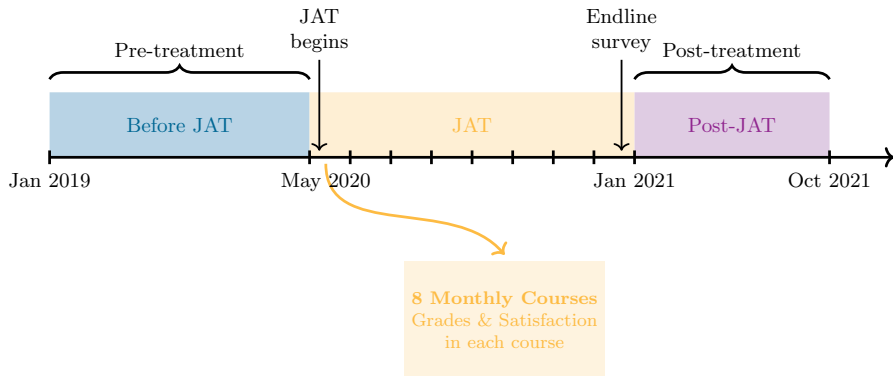 JAT
begins
Endline
survey
Pre-treatment
Post-treatment
Before JAT
JAT
Post-JAT
Jan 2019
May 2020
Jan 2021
Oct 2021
8 Monthly Courses
Grades & Satisfaction
in each course